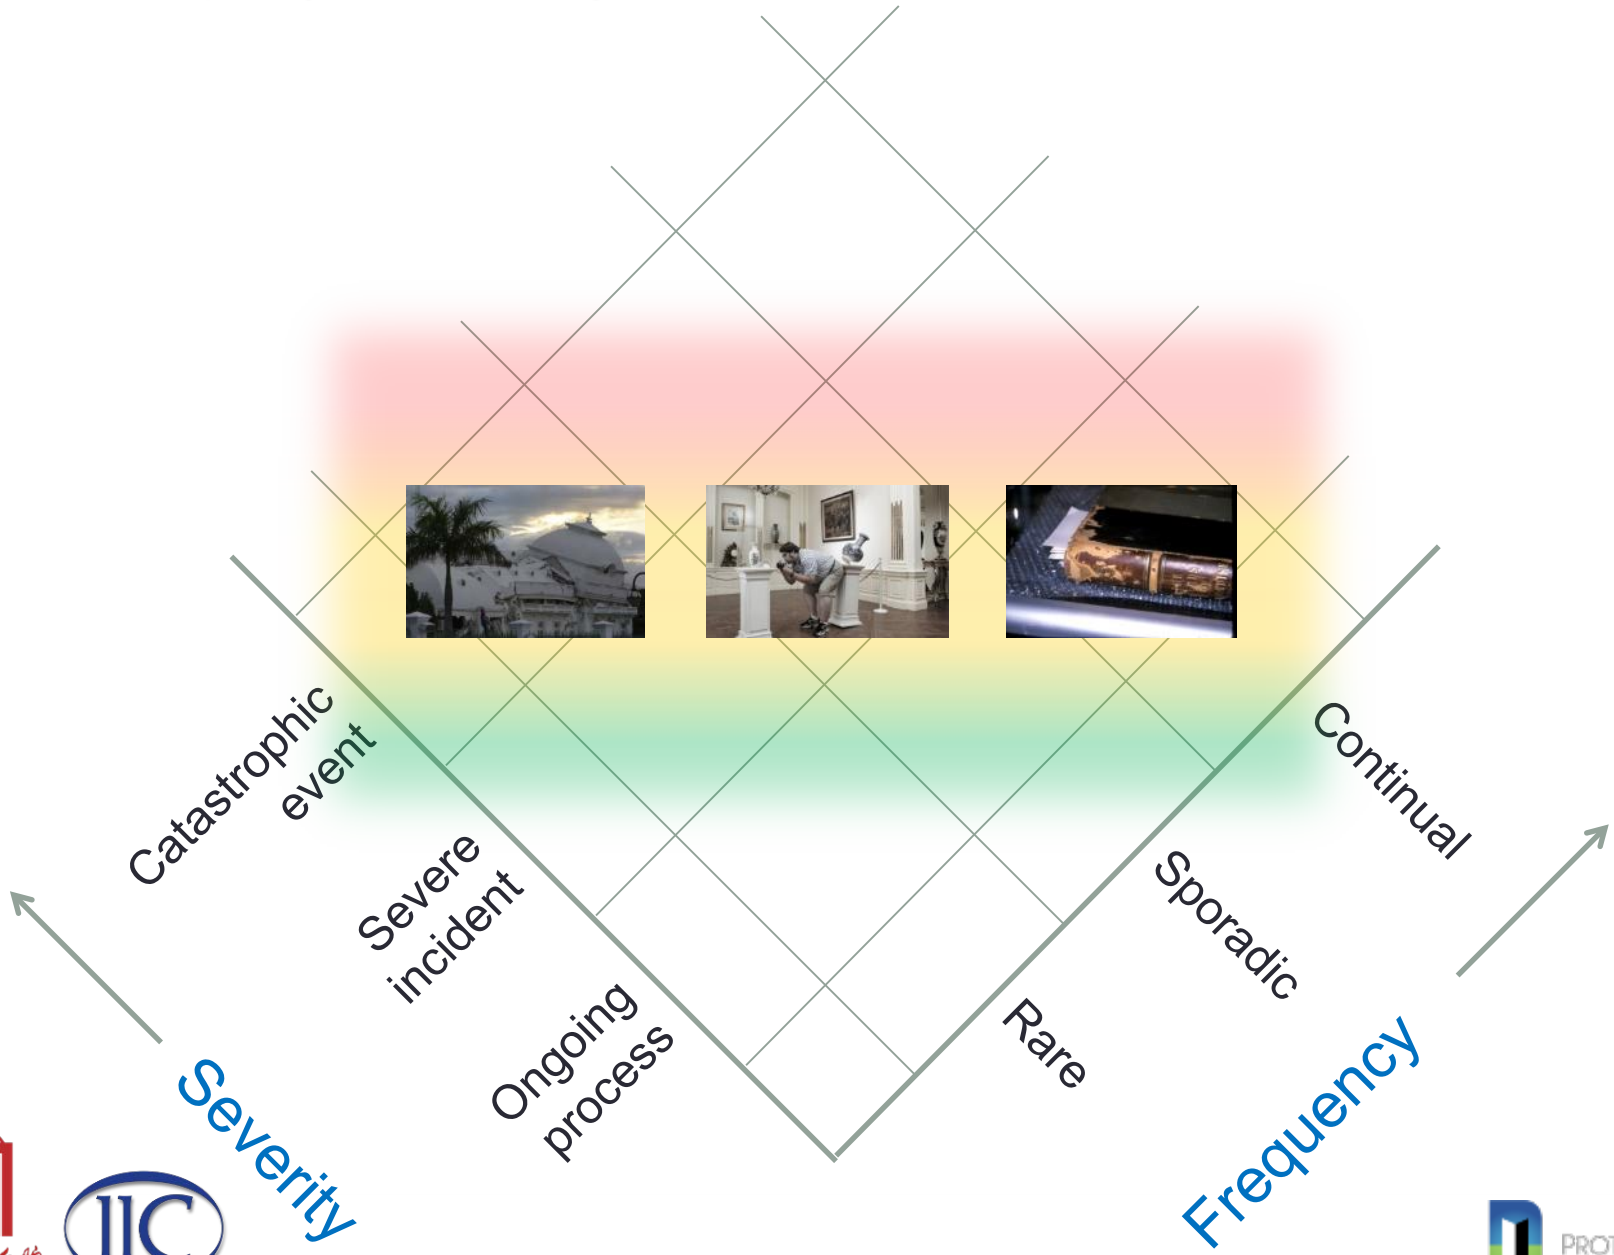 Catastrophic
event
Severe
incident
Ongoing
process
Continual
Sporadic
Rare
Severity
Frequency
IIC